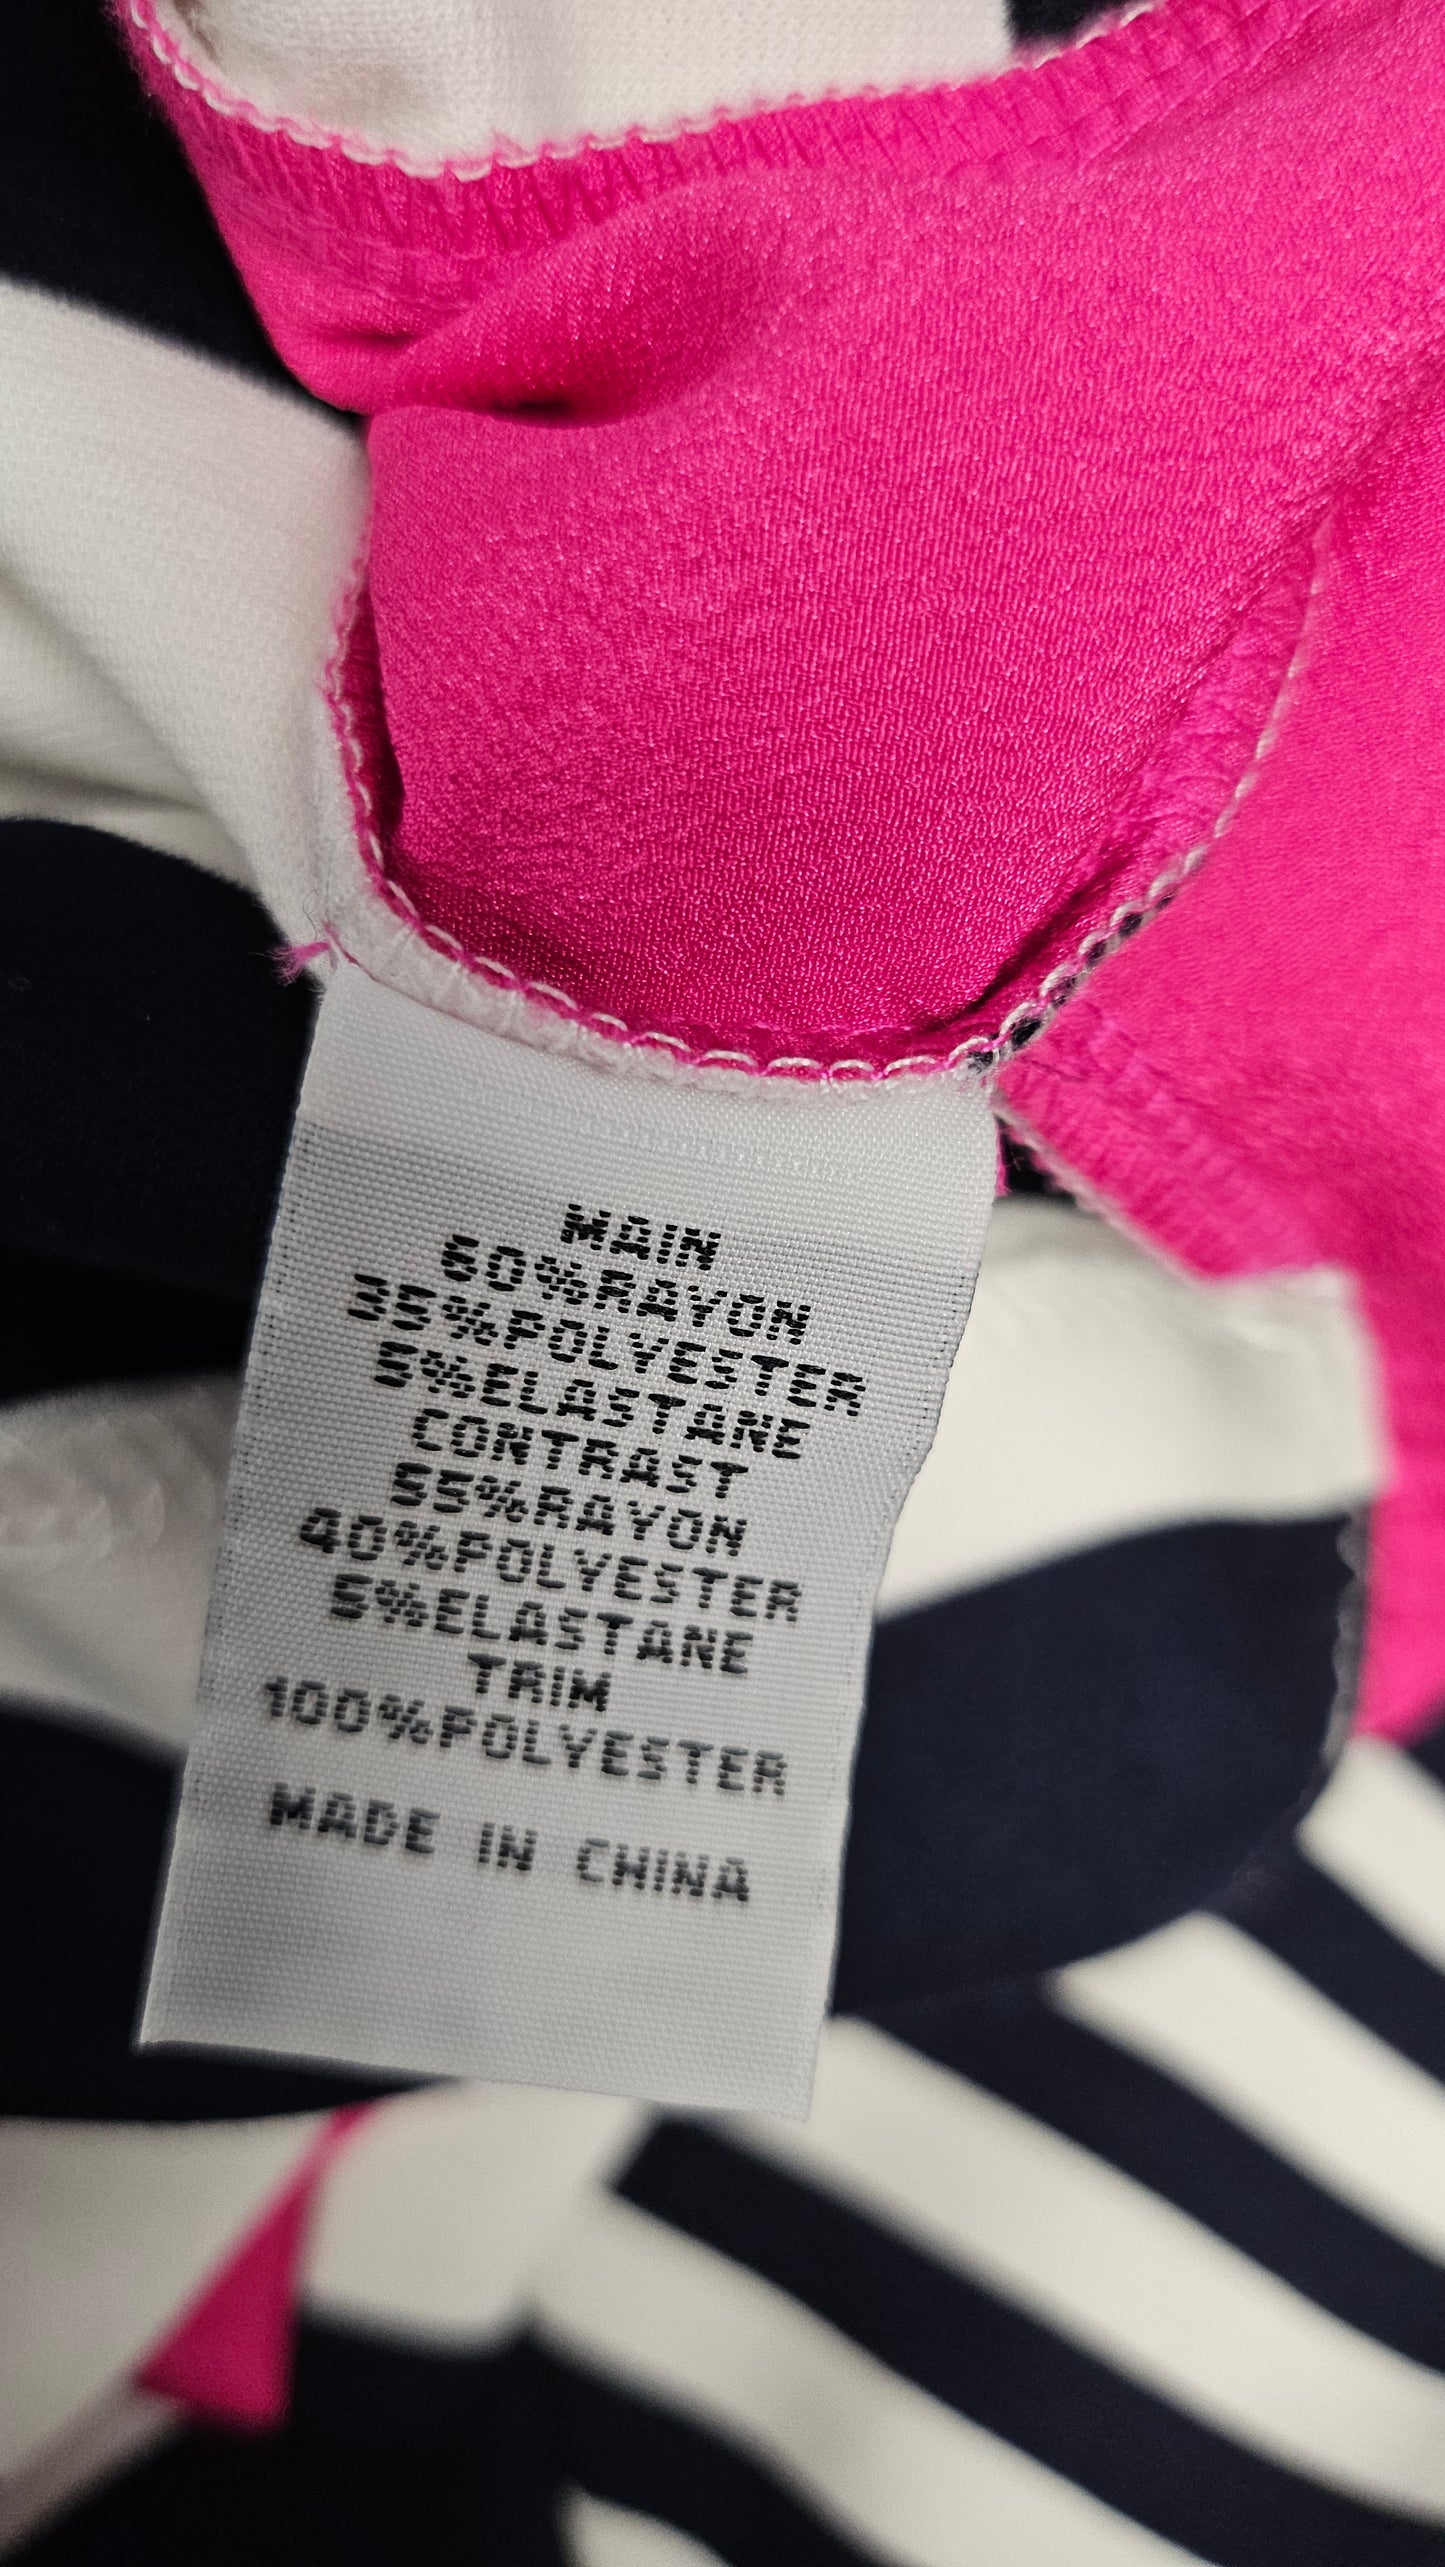 MAIN
60%RAYON
35%POLYESTER
5%ELASTANE
CONTRAST
55%RAYON
40%POLYESTER
5%ELASTANE
TRIM
100%POLYESTER
MADE IN CHINA